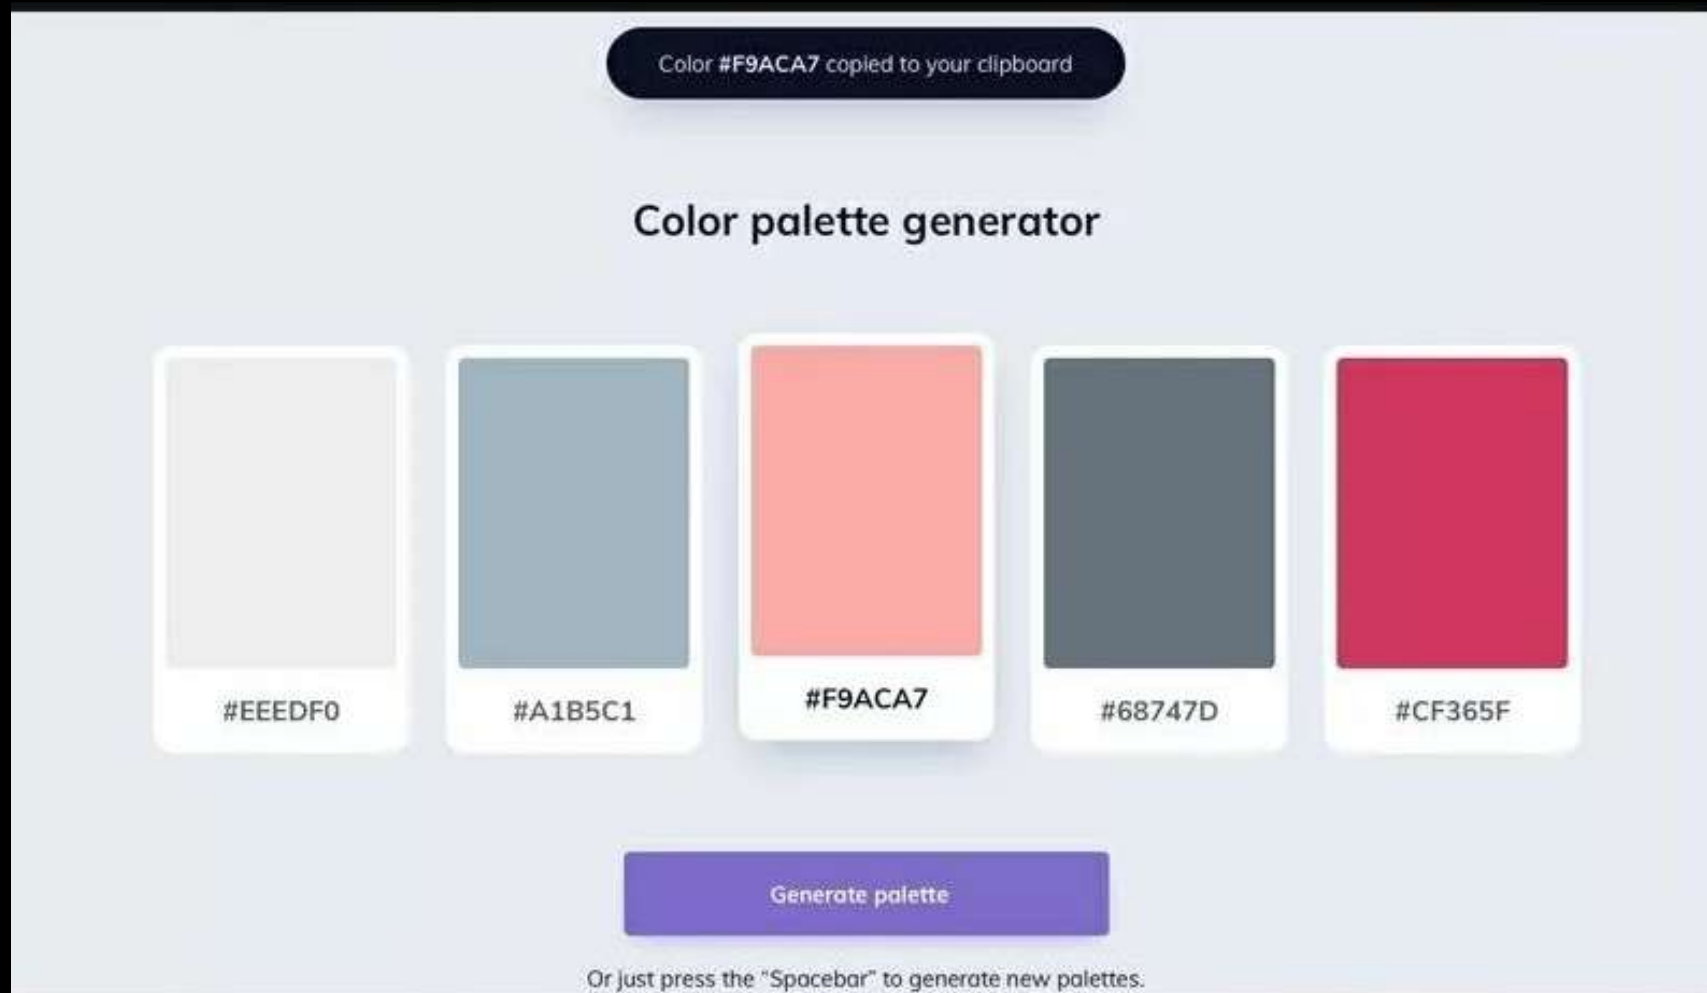 Color #F9ACA7 copied to your clipboard
Color palette generator
#EEEDF0
#A1B5C1
#F9ACA7
#68747D
#CF365F
Generate palette
Or just press the “Spacebar” to generate new palettes.